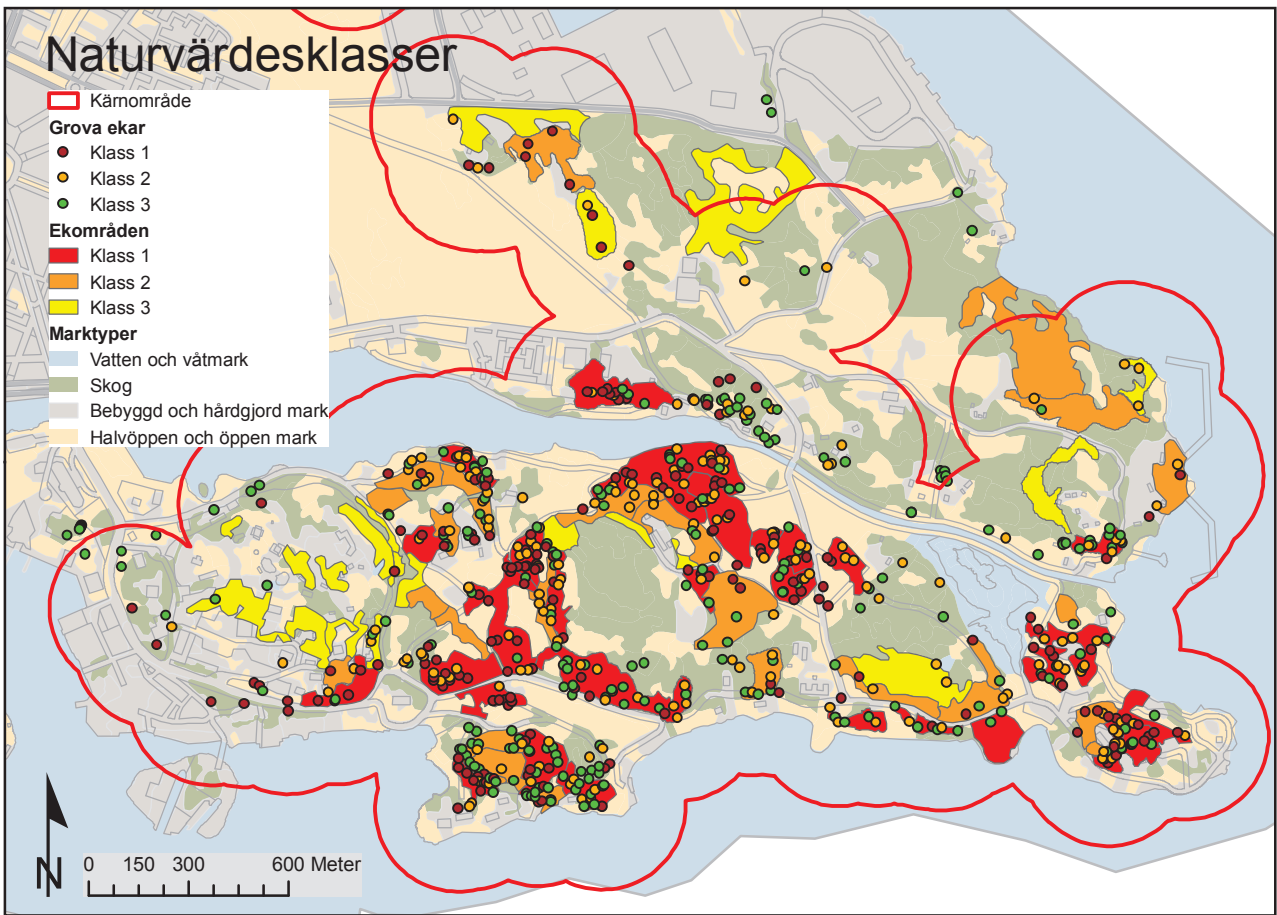 Naturvärdesklasser
Kärnområde
Grova ekar
Klass 1
Klass 2
Klass 3
Ekområden
Klass 1
Klass 2
Klass 3
Marktyper
Vatten och våtmark
Skog
Bebyggd och hårdgjord mark
Halvöppen och öppen mark
N
0 150 300 600 Meter